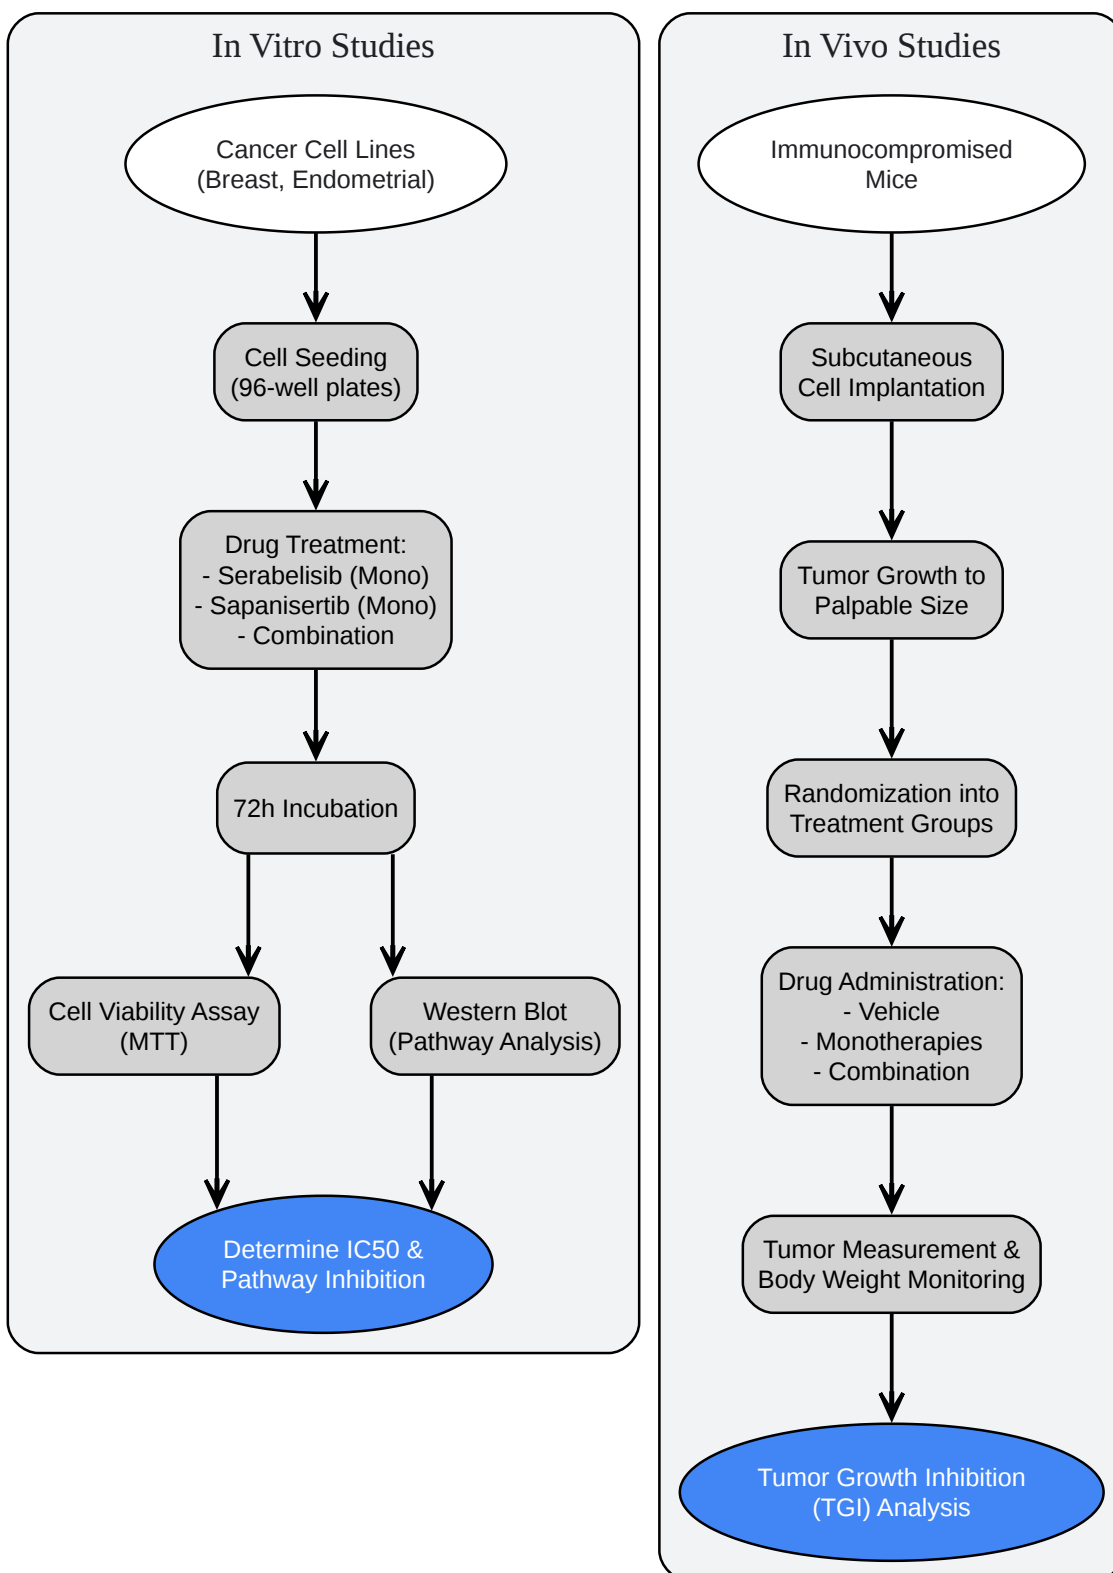 In Vitro Studies
Cancer Cell Lines
(Breast, Endometrial)
Cell Seeding
(96-well plates)
Drug Treatment:
- Serabelisib (Mono)
- Sapanisertib (Mono)
- Combination
72h Incubation
Cell Viability Assay
(MTT)
Western Blot
(Pathway Analysis)
Determine IC50 &
Pathway Inhibition
In Vivo Studies
Immunocompromised
Mice
Subcutaneous
Cell Implantation
Tumor Growth to
Palpable Size
Randomization into
Treatment Groups
Drug Administration:
- Vehicle
- Monotherapies
- Combination
Tumor Measurement &
Body Weight Monitoring
Tumor Growth Inhibition
(TGI) Analysis